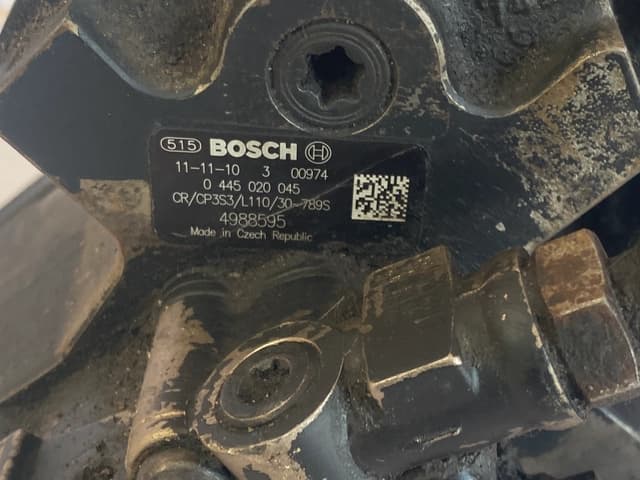 515 BOSCH
11-11-10 3 00974
0 445 020 045
CR/CP3S3/L110/30-789S
4988595
Made in Czech Republic